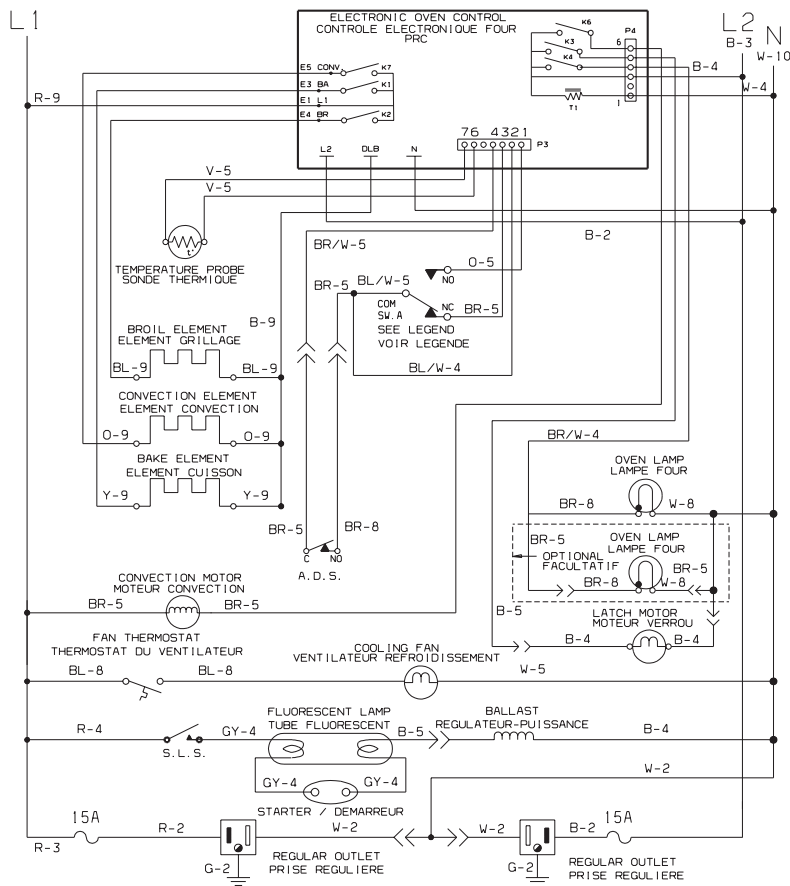 L1
ELECTRONIC OVEN CONTROL
CONTROLE ELECTRONIQUE FOUR
PRC
L2
N
B-3
W-10
K6
P4
6
K3
K4
E5 CONV
K7
E3 BA
K1
R-9
E1 L1
E4 BR
K2
B-4
W-4
T1
1
76 4321
P3
L2
DLB
N
V-5
V-5
B-2
BR/W-5
t°
O-5
NO
TEMPERATURE PROBE
SONDE THERMIQUE
BR-5
BL/W-5
COM
SW.A
NC
BR-5
SEE LEGEND
VOIR LEGENDE
B-9
BROIL ELEMENT
ELEMENT GRILLAGE
BL-9
BL-9
BL/W-4
CONVECTION ELEMENT
ELEMENT CONVECTION
O-9
O-9
BR/W-4
BAKE ELEMENT
ELEMENT CUISSON
Y-9
Y-9
OVEN LAMP
LAMPE FOUR
BR-8
W-8
BR-5
BR-8
C
NO
A.D.S.
BR-5
OVEN LAMP
LAMPE FOUR
OPTIONAL
FACULTATIF
BR-8
W-8
BR-5
CONVECTION MOTOR
MOTEUR CONVECTION
BR-5
BR-5
B-5
LATCH MOTOR
MOTEUR VERROU
B-4
B-4
FAN THERMOSTAT
THERMOSTAT DU VENTILATEUR
BL-8
BL-8
COOLING FAN
VENTILATEUR REFROIDISSEMENT
W-5
FLUORESCENT LAMP
TUBE FLUORESCENT
BALLAST
REGULATEUR-PUISSANCE
R-4
S.L.S.
GY-4
B-5
B-4
GY-4
GY-4
STARTER / DEMARREUR
W-2
15A
R-3
R-2
W-2
W-2
B-2
15A
G-2
REGULAR OUTLET
PRISE REGULIERE
G-2
REGULAR OUTLET
PRISE REGULIERE